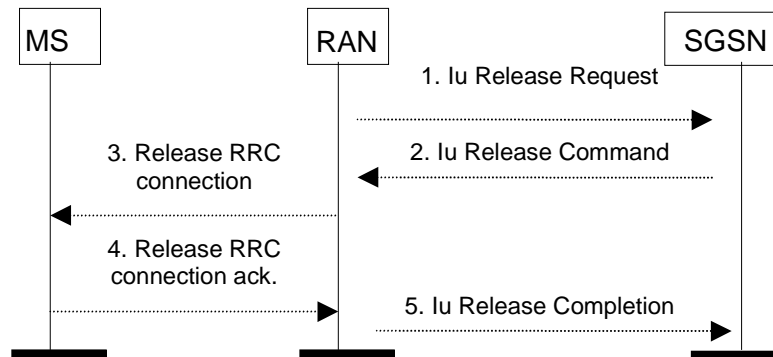 MS
RAN
SGSN
1. Iu Release Request
2. Iu Release Command
3. Release RRC
connection
4. Release RRC
connection ack.
5. Iu Release Completion